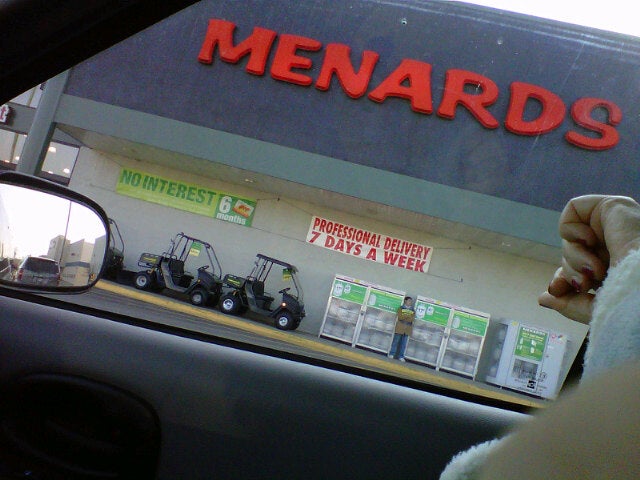 MENARDS
NO INTEREST
6
months
PROFESSIONAL DELIVERY
7 DAYS A WEEK